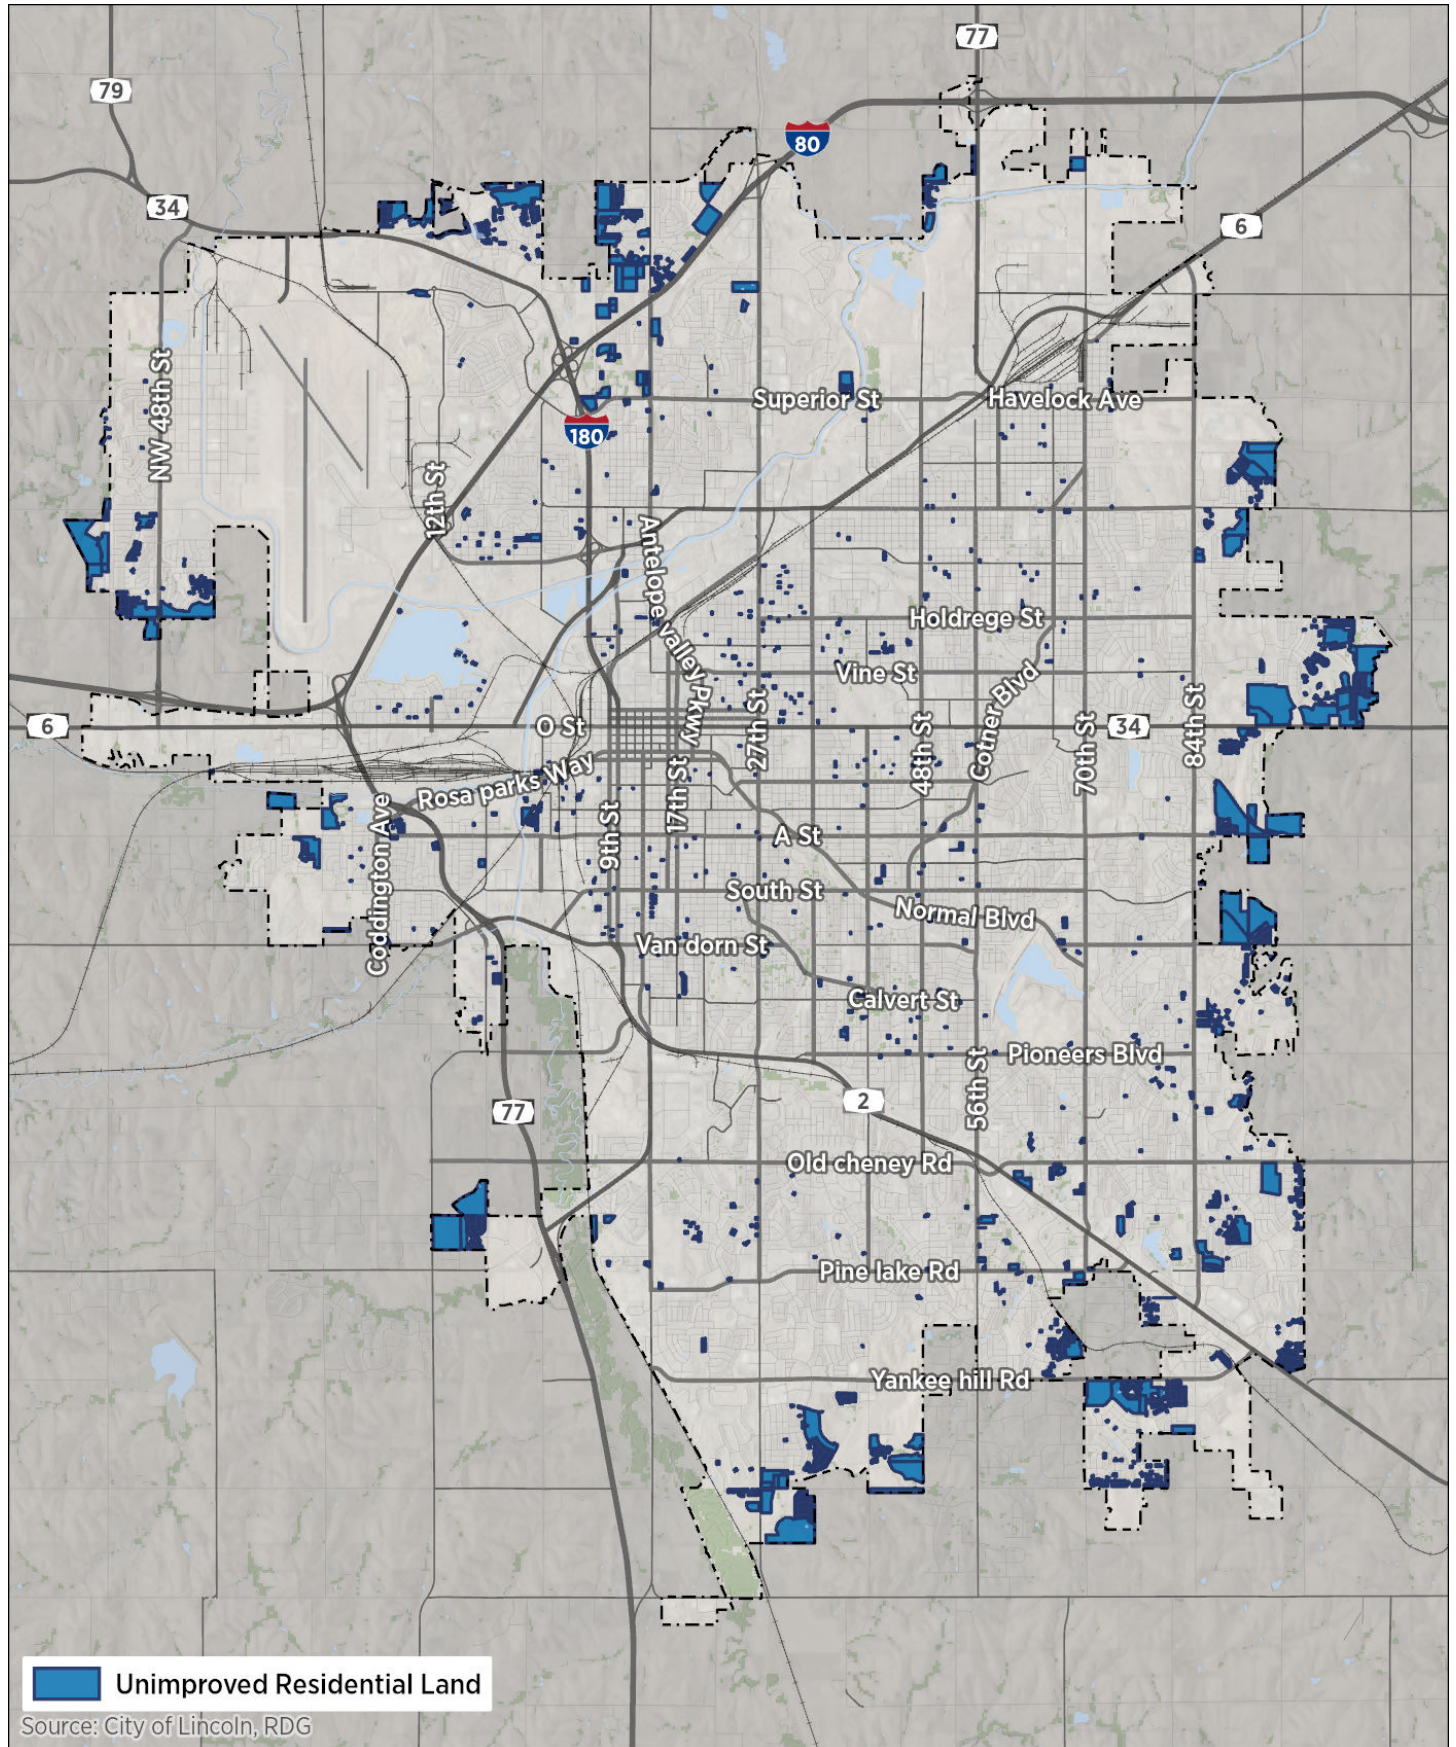 77
79
80
34
6
NW 48th St
Superior St
Havelock Ave
180
12th St
Antelope valley Pkwy
Holdrege St
Vine St
Cotner Blvd
6
O St
27th St
48th St
70th St
34
84th St
Rosa parks Way
Coddington Ave
9th St
17th St
A St
South St
Normal Blvd
Van dorn St
Calvert St
Pioneers Blvd
56th St
77
2
Old cheney Rd
Pine lake Rd
Yankee hill Rd
Unimproved Residential Land
Source: City of Lincoln, RDG